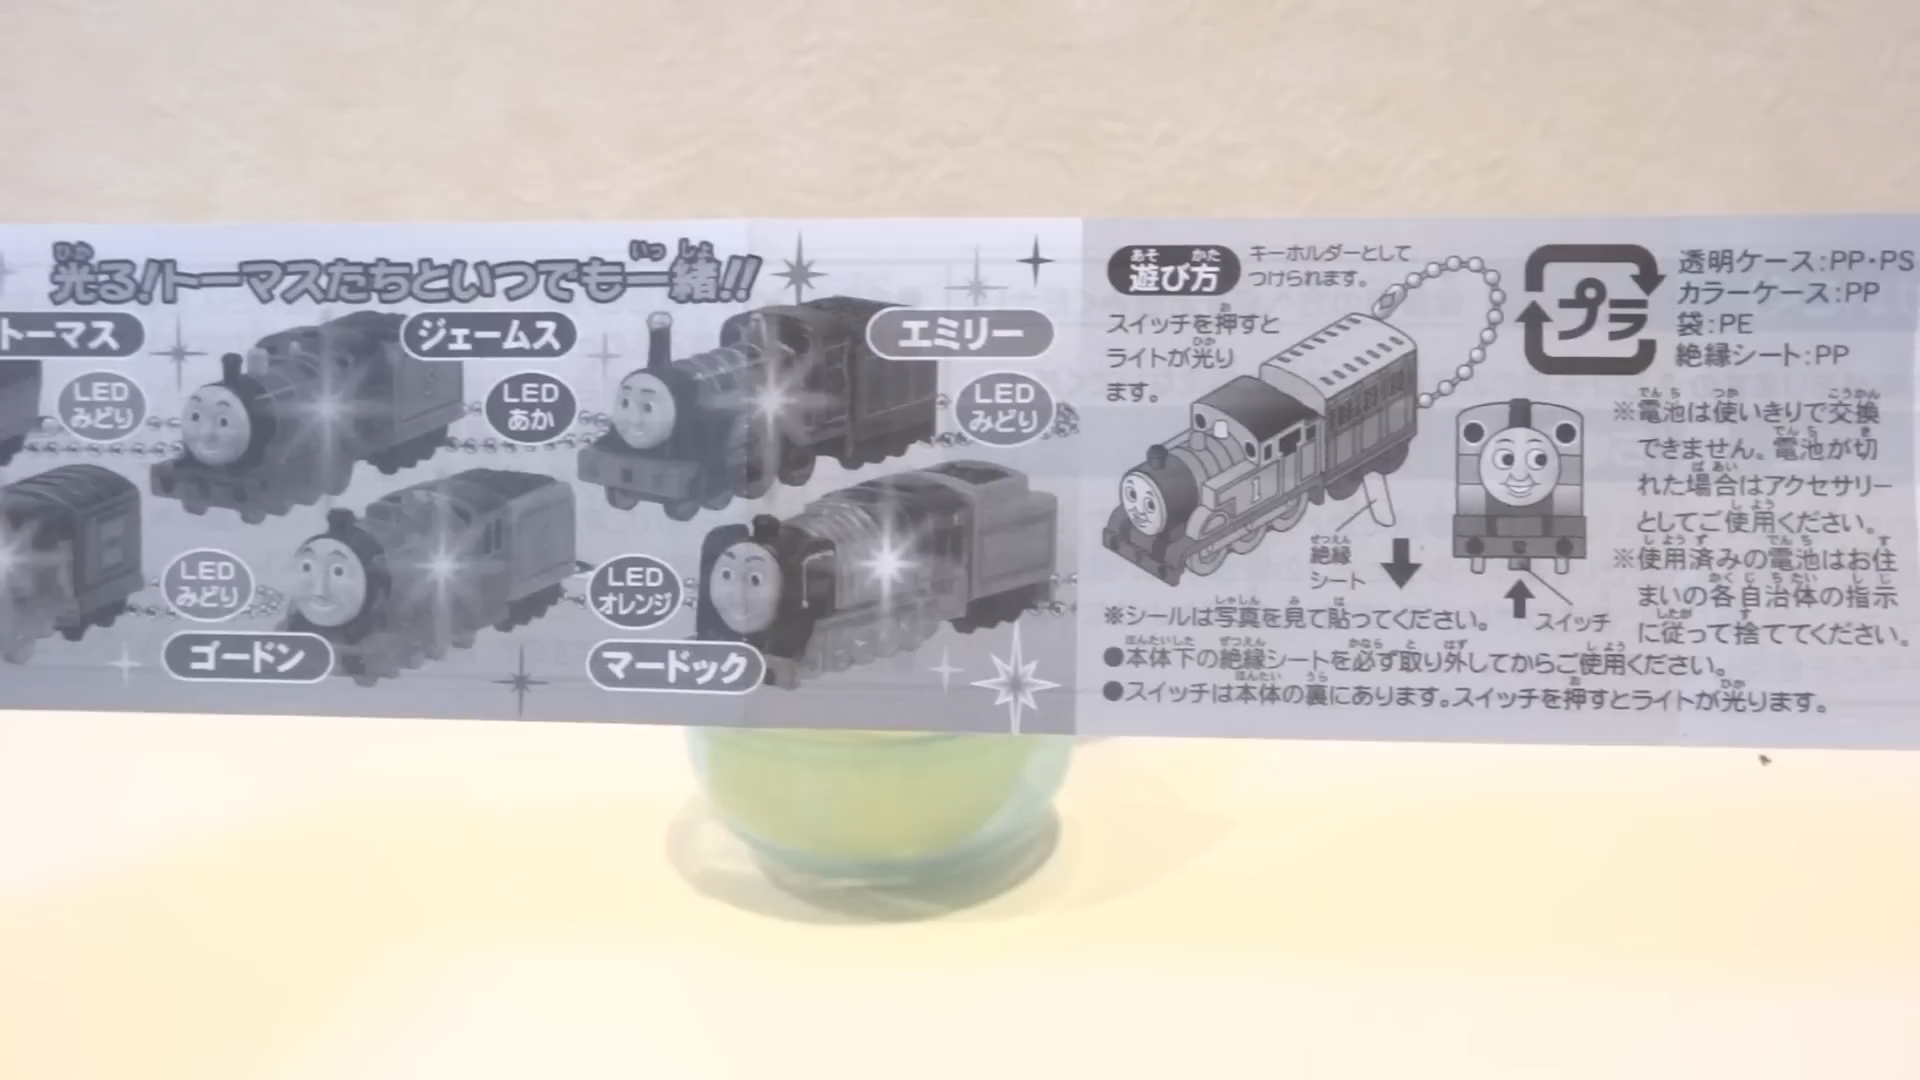 光る!トーマスたちといつでも一緒!!
トーマス
LED
みどり
ジェームス
LED
あか
エミリー
LED
みどり
LED
みどり
ゴードン
LED
オレンジ
マードック
遊び方
キーホルダーとして
つけられます。
スイッチを押すと
ライトが光り
ます。
絶縁
シート
スイッチ
※シールは写真を見て貼ってください。
●本体下の絶縁シートを必ず取り外してからご使用ください。
●スイッチは本体の裏にあります。スイッチを押すとライトが光ります。
プラ
透明ケース:PP・PS
カラーケース:PP
袋:PE
絶縁シート:PP
※電池は使いきりで交換
できません。電池が切
れた場合はアクセサリー
としてご使用ください。
※使用済みの電池はお住
まいの各自治体の指示
に従って捨ててください。